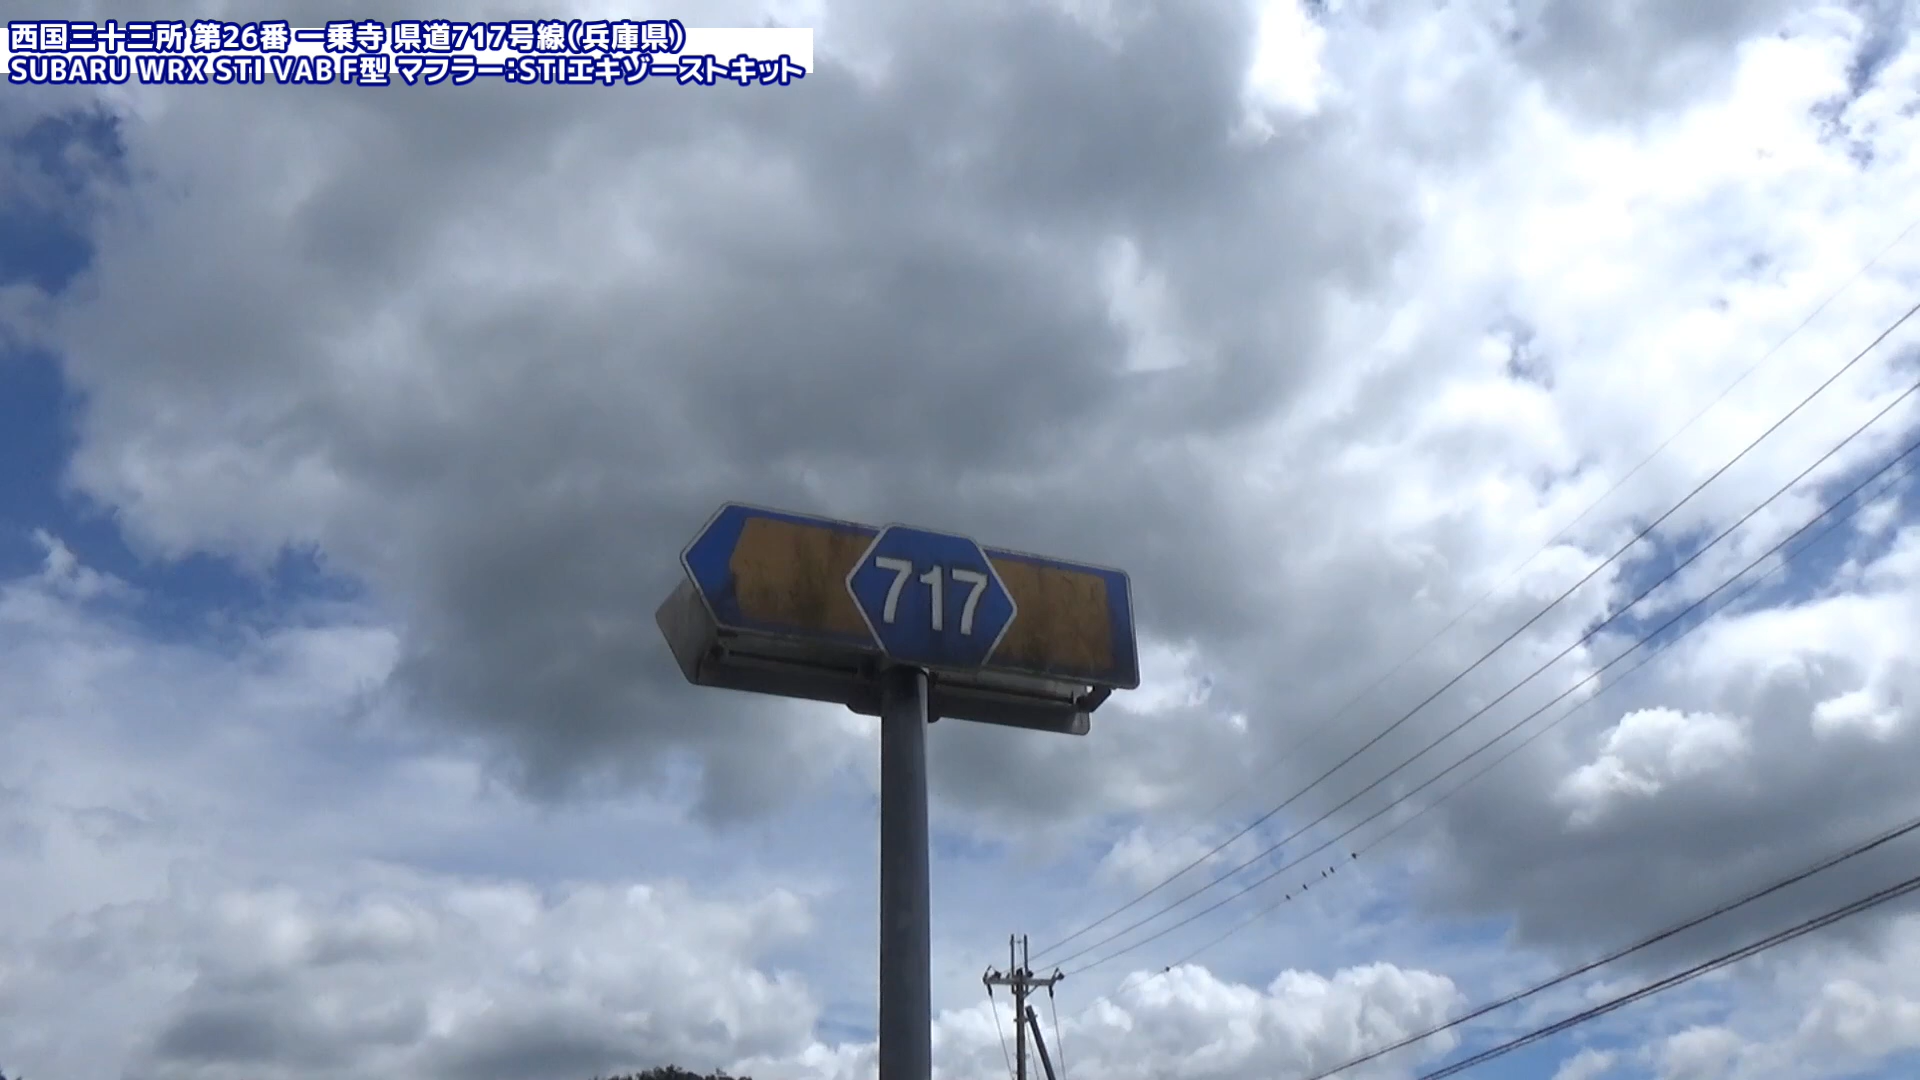 西国三十三所 第26番 一乗寺 県道717号線(兵庫県)
SUBARU WRX STI VAB F型 マフラー:STIエキゾーストキット
717